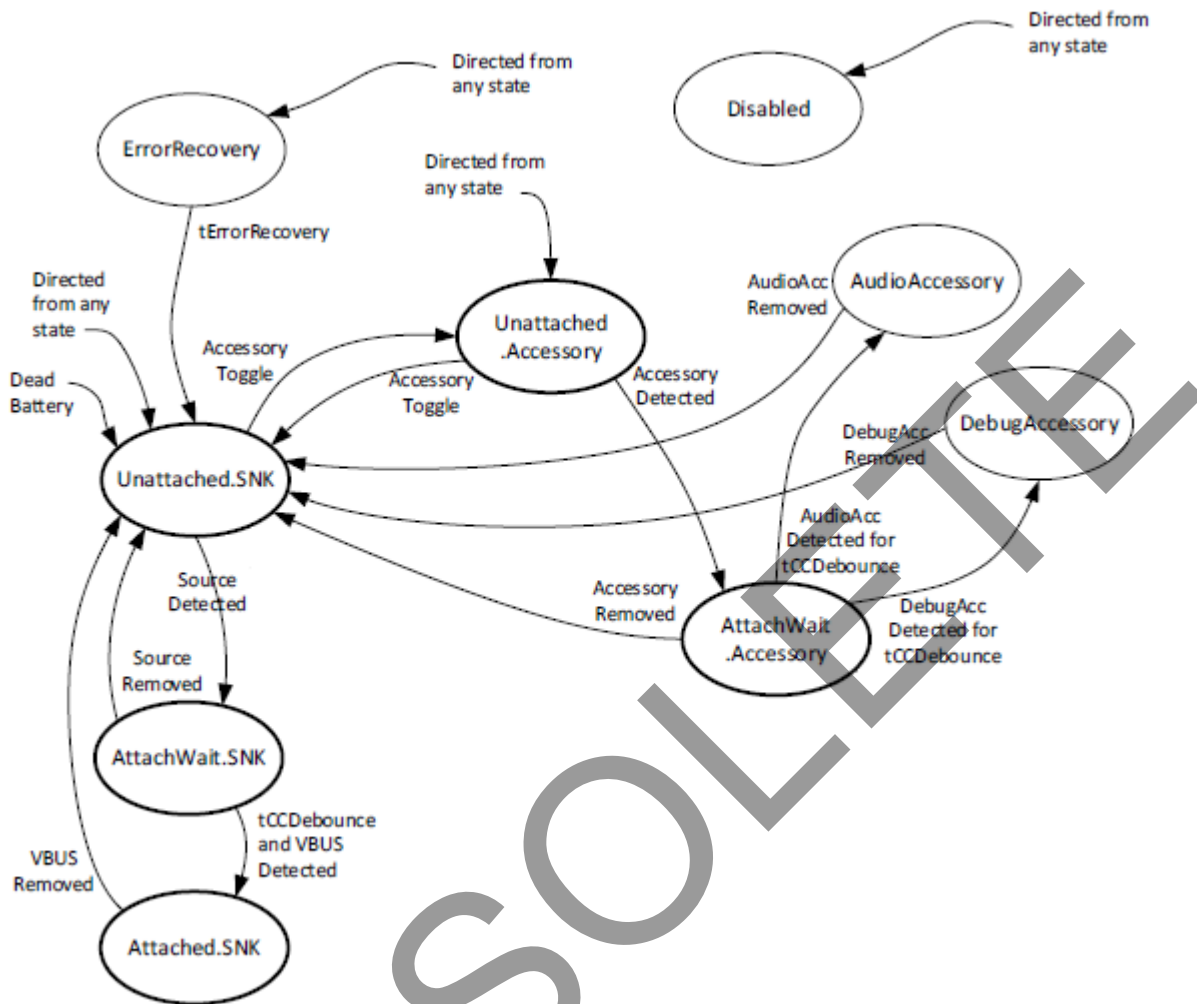 Directed from
any state
Directed from
any state
Disabled
ErrorRecovery
Directed from
any state
tErrorRecovery
Directed
from any
state
AudioAcc
Removed
AudioAccessory
Unattached
.Accessory
Accessory
Toggle
Accessory
Toggle
Accessory
Detected
Dead
Battery
DebugAcc
Removed
DebugAccessory
Unattached.SNK
AudioAcc
Detected for
tCCDebounce
Source
Detected
Accessory
Removed
AttachWait
.Accessory
DebugAcc
Detected for
tCCDebounce
Source
Removed
AttachWait.SNK
tCCDebounce
and VBUS
Detected
VBUS
Removed
Attached.SNK
SOLETE